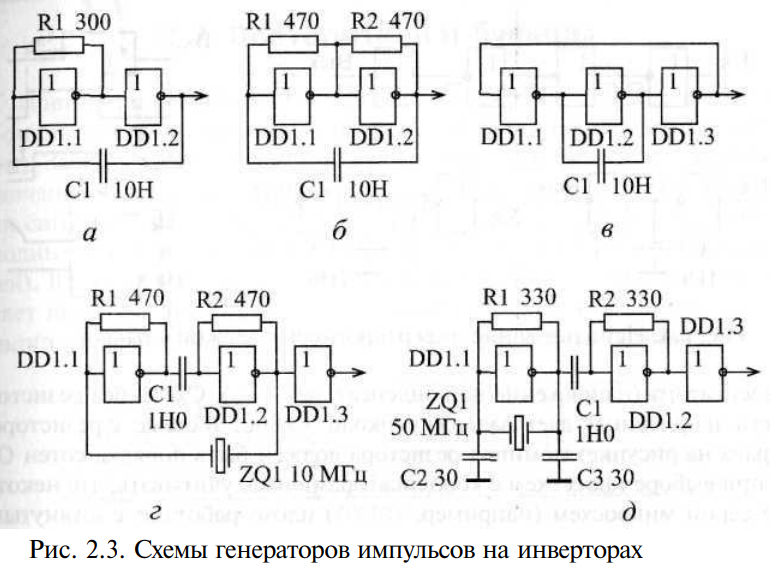 R1 300
1
1
DD1.1
DD1.2
C1 10Н
а
R1 470
R2 470
1
1
DD1.1
DD1.2
C1 10Н
б
1
1
1
DD1.1
DD1.2
DD1.3
C1 10Н
в
R1 470
R2 470
DD1.1
1
1
1
C1
1Н0
DD1.2
DD1.3
ZQ1 10 МГц
г
R1 330
R2 330
DD1.3
DD1.1
1
1
1
ZQ1
50 МГц
C1
1Н0
DD1.2
C2 30
C3 30
д
Рис. 2.3. Схемы генераторов импульсов на инверторах